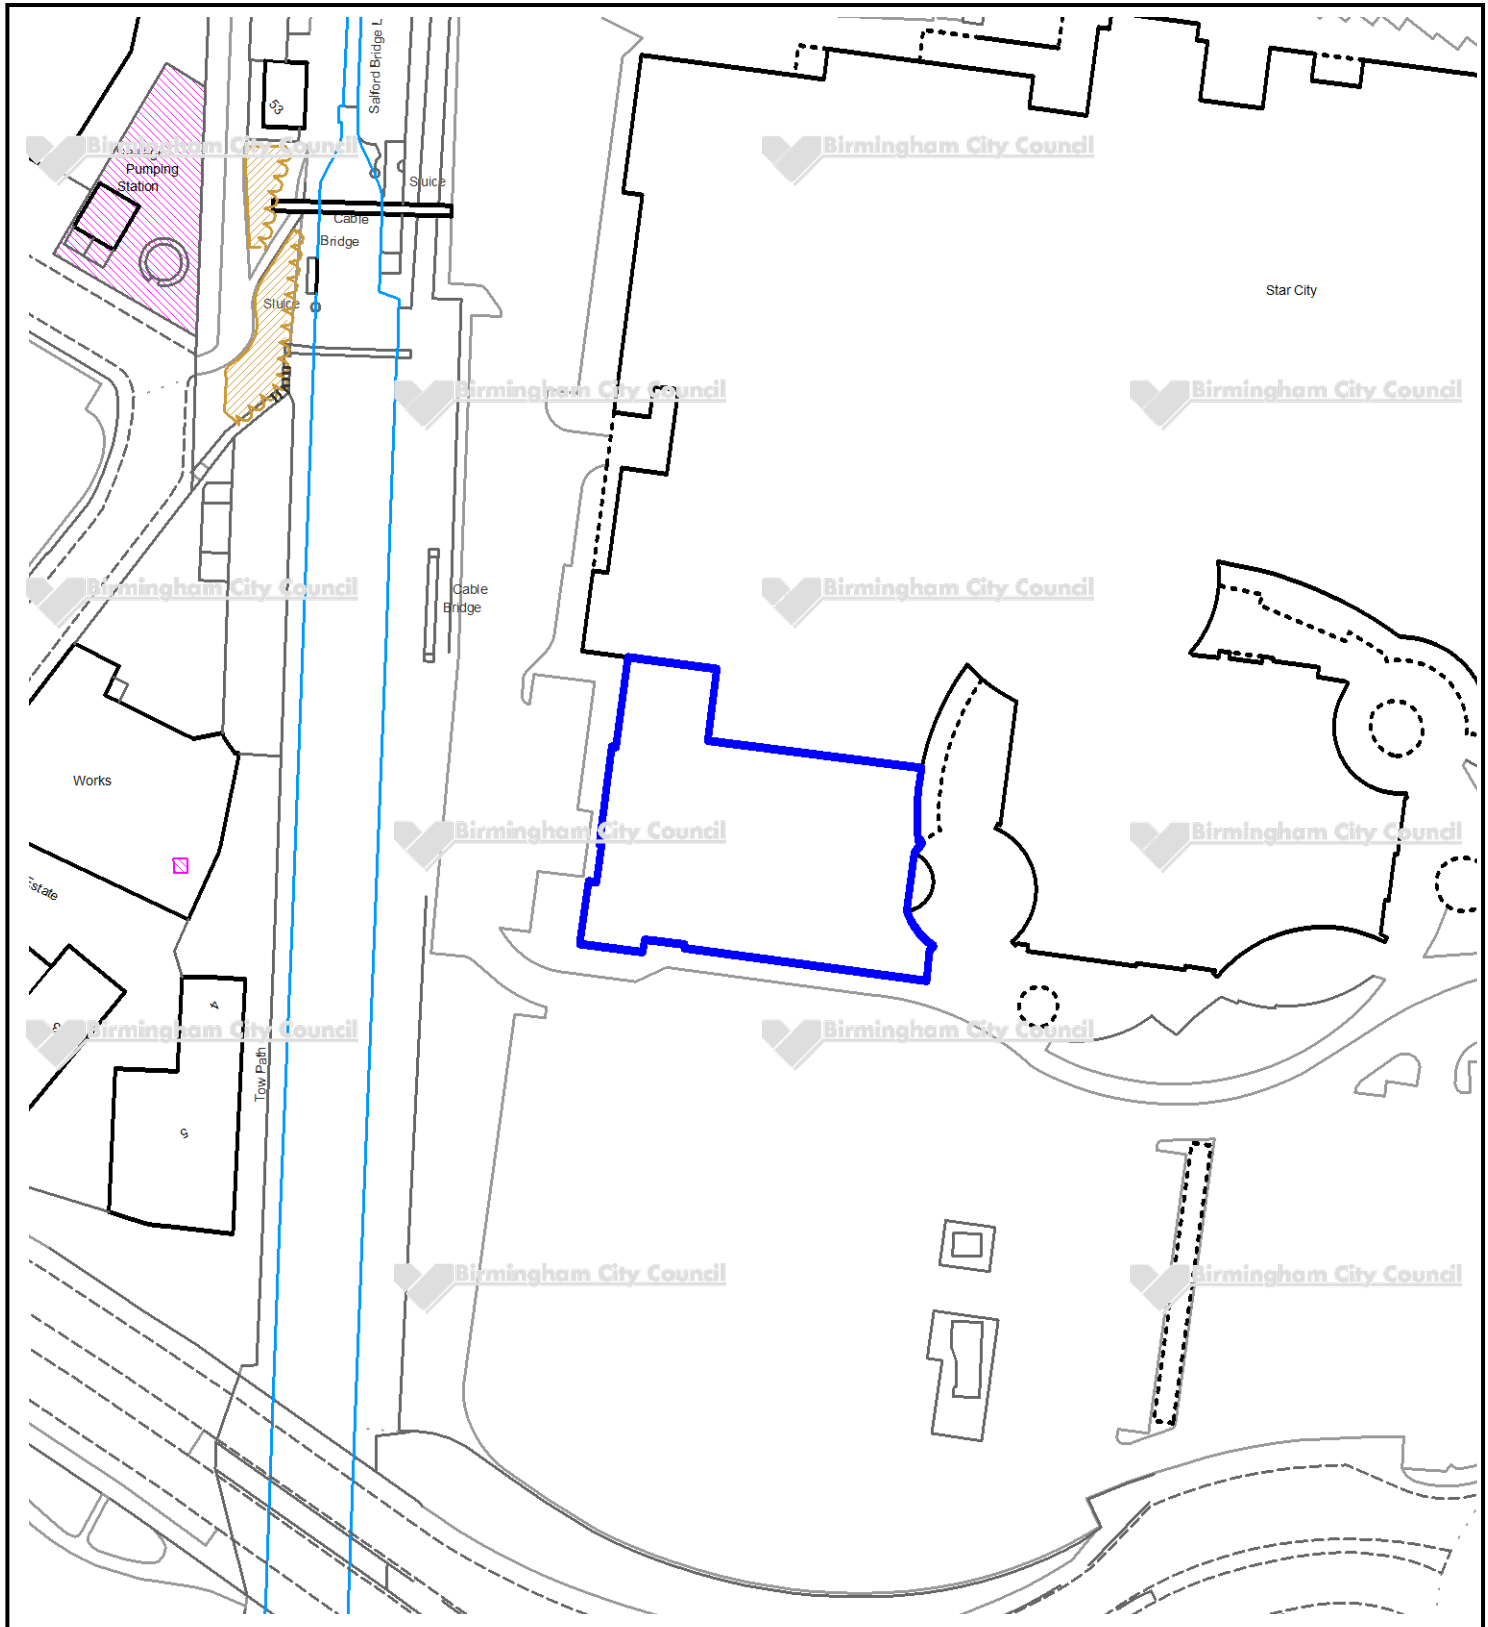 Salford Bridge L
53
Birmingham City Council
Birmingham City Council
Pumping
Station
Sluice
Cable
Bridge
Star City
Sluice
Birmingham City Council
Birmingham City Council
Birmingham City Council
Birmingham City Council
Cable
Bridge
Works
Birmingham City Council
Birmingham City Council
Estate
4
3
Birmingham City Council
Birmingham City Council
Tow Path
5
Birmingham City Council
Birmingham City Council